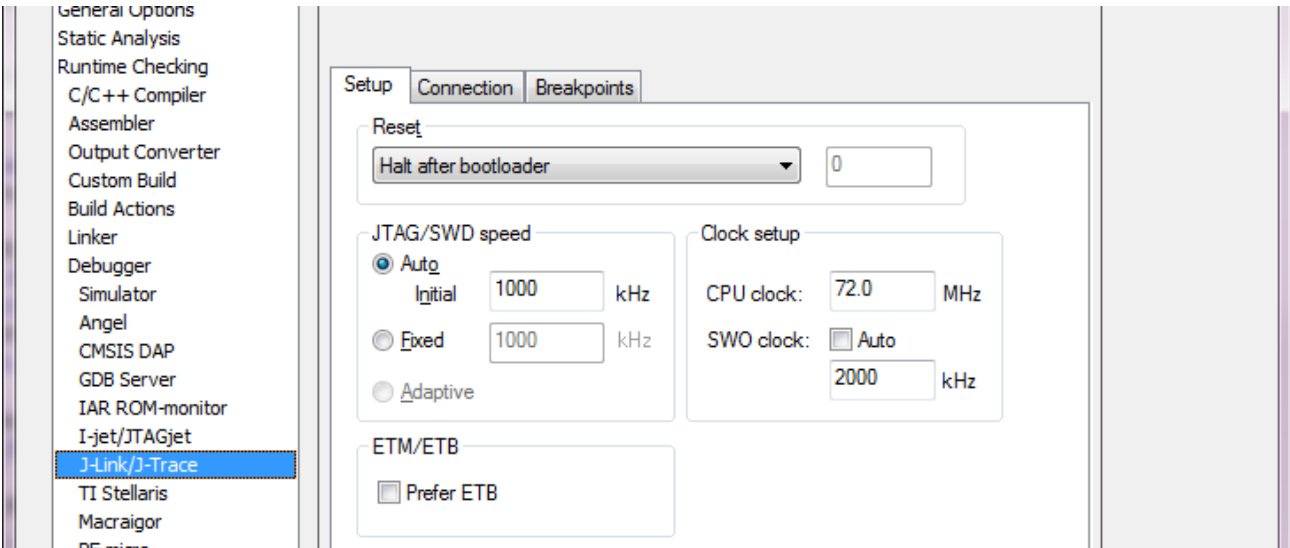 General Options
Static Analysis
Runtime Checking
C/C++ Compiler
Assembler
Output Converter
Custom Build
Build Actions
Linker
Debugger
Simulator
Angel
CMSIS DAP
GDB Server
IAR ROM-monitor
I-jet/JTAGjet
J-Link/J-Trace
TI Stellaris
Macraigor
PE micro
Setup Connection Breakpoints
Reset
Halt after bootloader 0
JTAG/SWD speed
Auto
Initial 1000 kHz
Fixed 1000 kHz
Adaptive
Clock setup
CPU clock: 72.0 MHz
SWO clock: Auto
2000 kHz
ETM/ETB
Prefer ETB